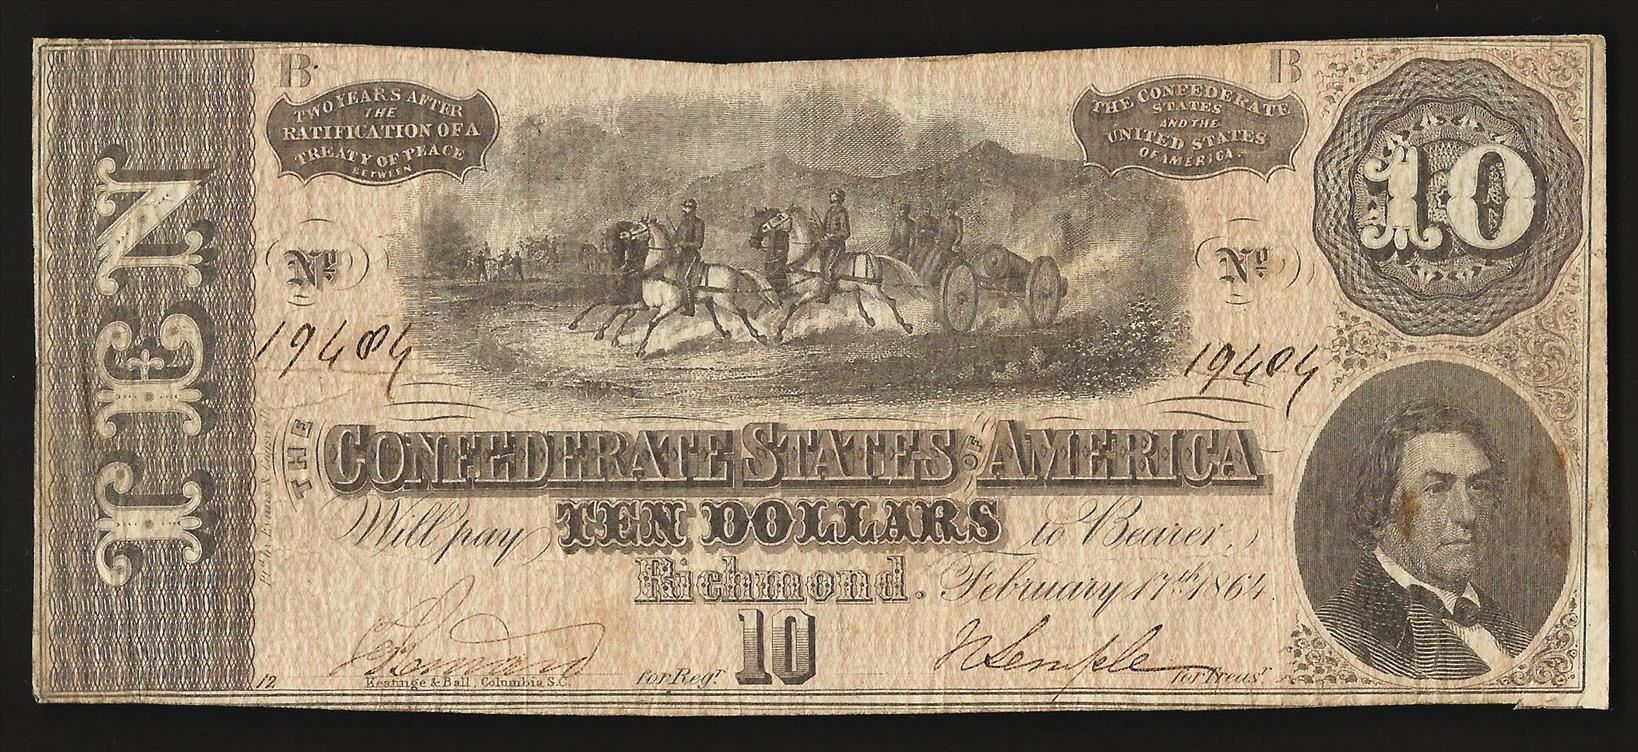 B
TWO YEARS AFTER
THE
RATIFICATION OF A
TREATY OF PEACE
BETWEEN
B
THE CONFEDERATE
STATES
AND THE
UNITED STATES
OF AMERICA.
10
TEN
No
No
19404
19404
THE CONFEDERATE STATES OF AMERICA
Will pay TEN DOLLARS to Bearer,
Richmond. February 17th 1864.
10
for Regr
N Semple
for Treasr
12
Keatinge & Ball, Columbia S.C.